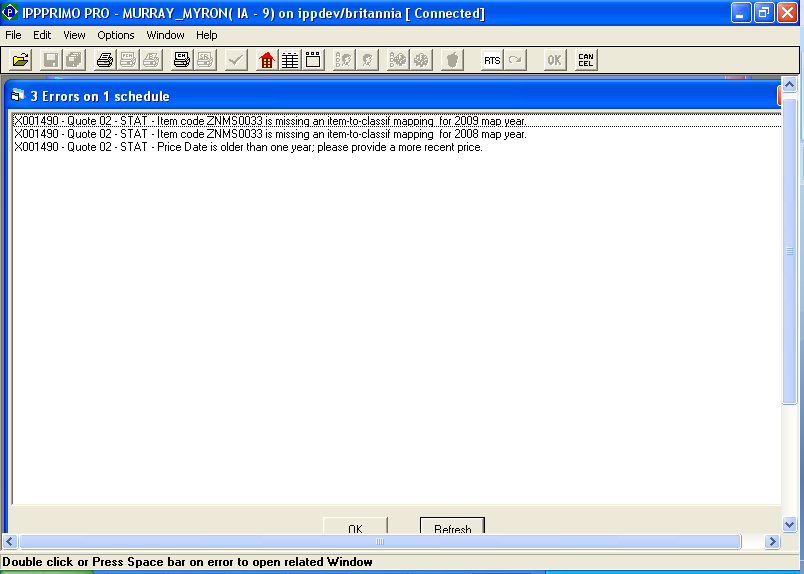 IPPPRIMO PRO - MURRAY_MYRON( IA - 9) on ippdev/britannia [ Connected]
File Edit View Options Window Help
RTS OK CAN CEL
3 Errors on 1 schedule
X001490 - Quote 02 - STAT - Item code ZNMS0033 is missing an item-to-classif mapping for 2009 map year.
X001490 - Quote 02 - STAT - Item code ZNMS0033 is missing an item-to-classif mapping for 2008 map year.
X001490 - Quote 02 - STAT - Price Date is older than one year; please provide a more recent price.
OK Refresh
Double click or Press Space bar on error to open related Window